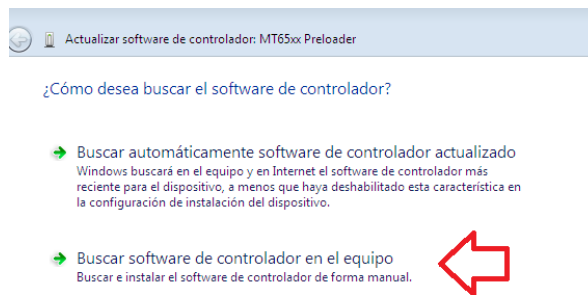 Actualizar software de controlador: MT65xx Preloader
¿Cómo desea buscar el software de controlador?
Buscar automáticamente software de controlador actualizado
Windows buscará en el equipo y en Internet el software de controlador más
reciente para el dispositivo, a menos que haya deshabilitado esta característica en
la configuración de instalación del dispositivo.
Buscar software de controlador en el equipo
Buscar e instalar el software de controlador de forma manual.